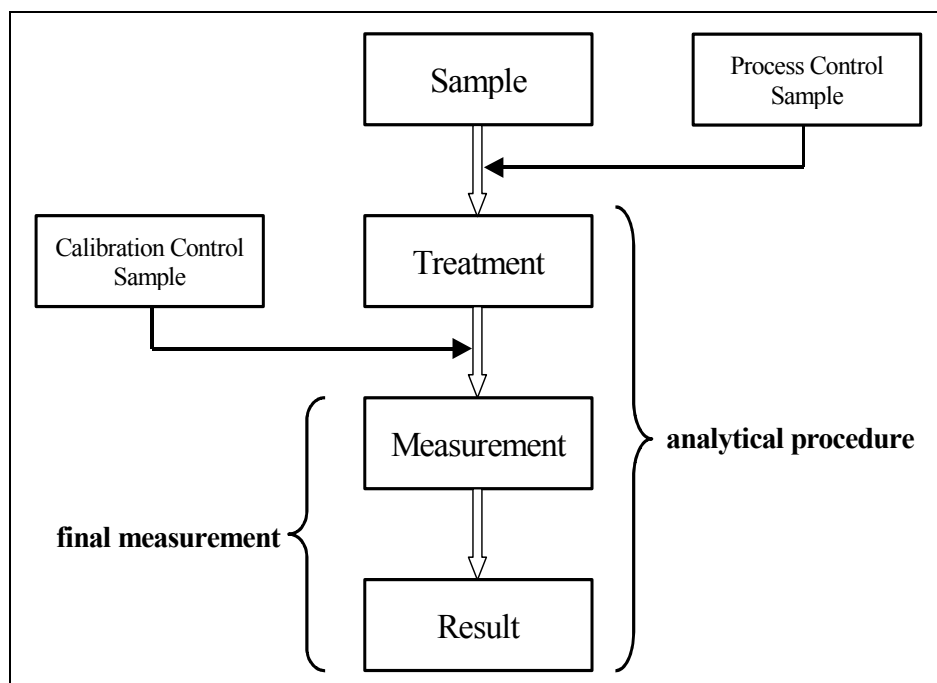 Sample
Process Control
Sample
Calibration Control
Sample
Treatment
Measurement
analytical procedure
final measurement
Result